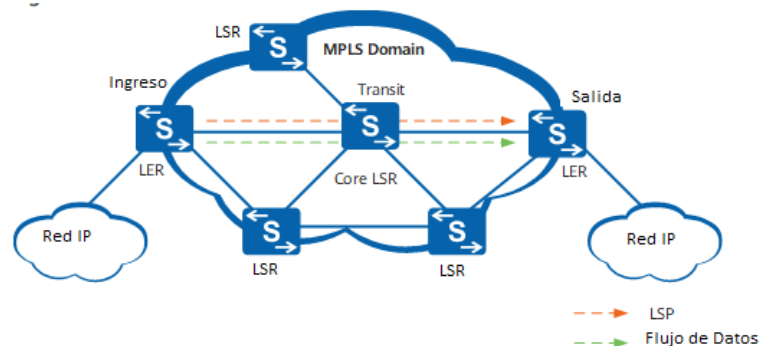 LSR
S
MPLS Domain
Ingreso
Transit
Salida
S
S
S
LER
Core LSR
LER
Red IP
S
S
Red IP
LSR
LSR
LSP
Flujo de Datos